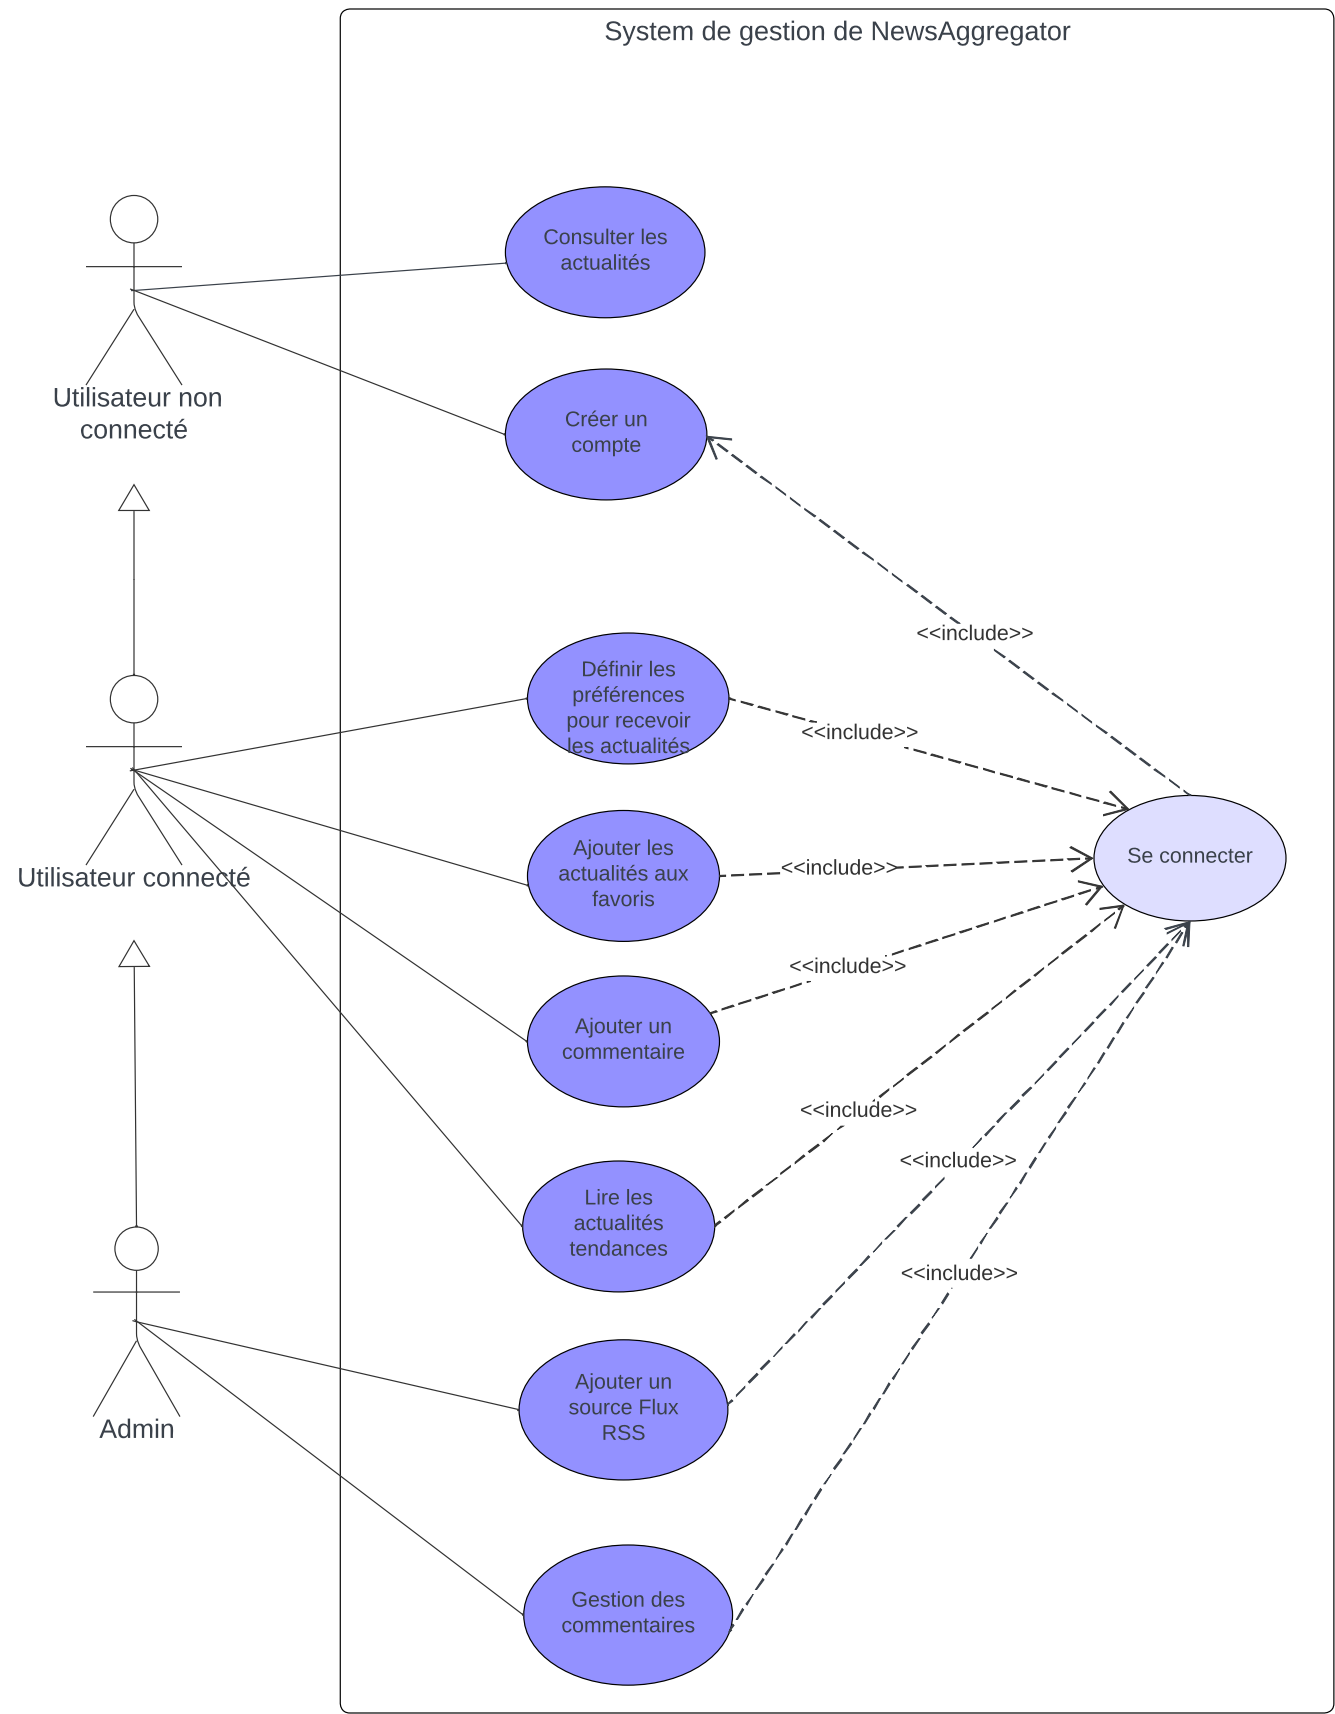 System de gestion de NewsAggregator
Consulter les
actualités
Utilisateur non
connecté
Créer un
compte
<<include>>
Définir les
préférences
pour recevoir
les actualités
<<include>>
Utilisateur connecté
Ajouter les
actualités aux
favoris
<<include>>
Se connecter
<<include>>
Ajouter un
commentaire
<<include>>
Lire les
actualités
tendances
<<include>>
<<include>>
Ajouter un
source Flux
RSS
Admin
Gestion des
commentaires